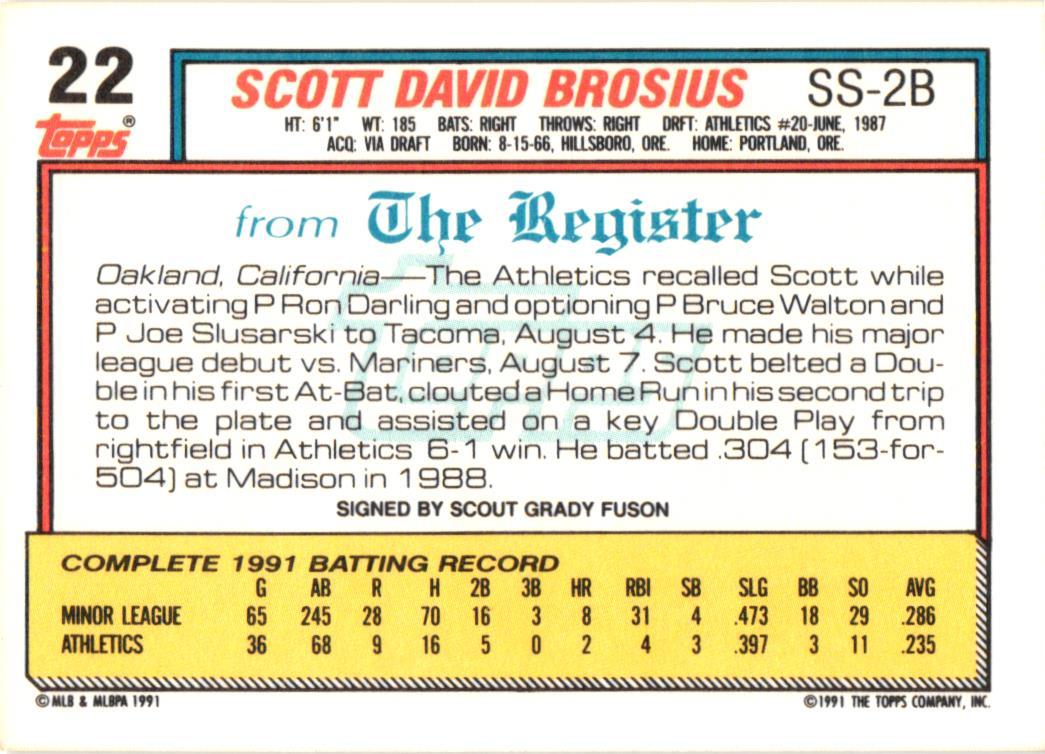 22
topps®
SCOTT DAVID BROSIUS SS-2B
HT: 6'1" WT: 185 BATS: RIGHT THROWS: RIGHT DRFT: ATHLETICS #20-JUNE, 1987
ACQ: VIA DRAFT BORN: 8-15-66, HILLSBORO, ORE. HOME: PORTLAND, ORE.
from The Register
Oakland, California—The Athletics recalled Scott while
activating P Ron Darling and optioning P Bruce Walton and
P Joe Slusarski to Tacoma, August 4. He made his major
league debut vs. Mariners, August 7. Scott belted a Dou-
ble in his first At-Bat, clouted a Home Run in his second trip
to the plate and assisted on a key Double Play from
rightfield in Athletics 6-1 win. He batted .304 (153-for-
504) at Madison in 1988.
SIGNED BY SCOUT GRADY FUSON
COMPLETE 1991 BATTING RECORD
G AB R H 2B 3B HR RBI SB SLG BB SO AVG
MINOR LEAGUE 65 245 28 70 16 3 8 31 4 .473 18 29 .286
ATHLETICS 36 68 9 16 5 0 2 4 3 .397 3 11 .235
© MLB & MLBPA 1991 ©1991 THE TOPPS COMPANY, INC.